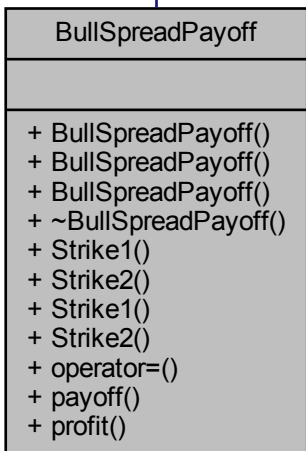 BullSpreadPayoff
+ BullSpreadPayoff()
+ BullSpreadPayoff()
+ BullSpreadPayoff()
+ ~BullSpreadPayoff()
+ Strike1()
+ Strike2()
+ Strike1()
+ Strike2()
+ operator=()
+ payoff()
+ profit()